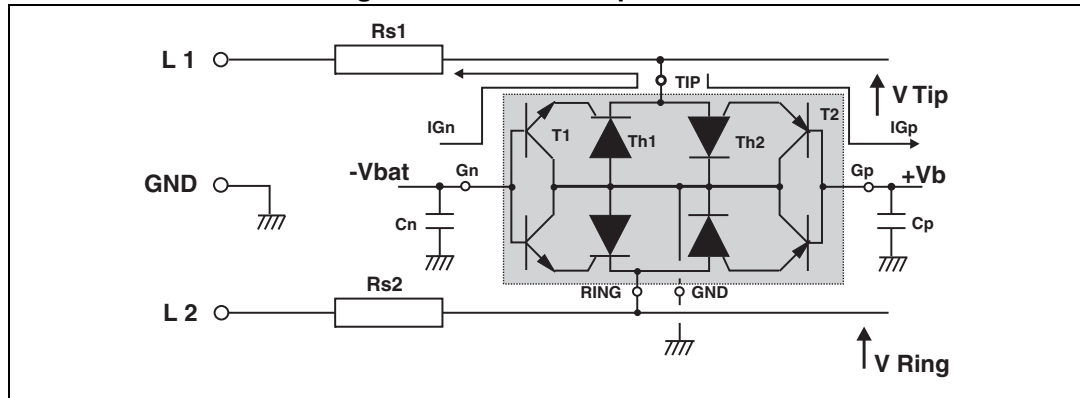 Rs1
L 1
TIP
V Tip
IGn
T1
Th1
Th2
T2
IGp
-Vbat
Gn
Gp
+Vb
GND
Cn
Cp
Rs2
RING
GND
L 2
V Ring